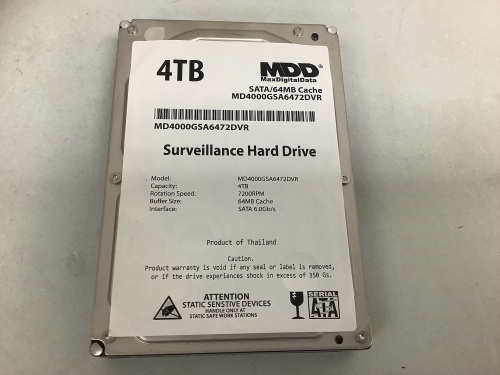 4TB
MDD®
MaxDigitalData
SATA/64MB Cache
MD4000GSA6472DVR
MD4000GSA6472DVR
Surveillance Hard Drive
Model: MD4000GSA6472DVR
Capacity: 4TB
Rotation Speed: 7200RPM
Buffer Size: 64MB Cache
Interface: SATA 6.0Gb/s
Product of Thailand
Caution.
Product warranty is void if any seal or label is removed,
or if the drive experiences shock in excess of 350 Gs.
ATTENTION
STATIC SENSITIVE DEVICES
HANDLE ONLY AT
STATIC SAFE WORK STATIONS
SERIAL
ATA